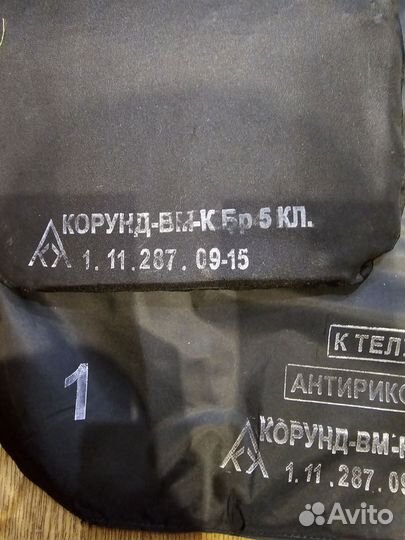 КОРУНД-ВМ-К Бр 5 КЛ.
1. 11. 287. 09-15
К ТЕЛ
АНТИРИКО
1
КОРУНД-ВМ-К
1. 11 . 287. 09
Avito